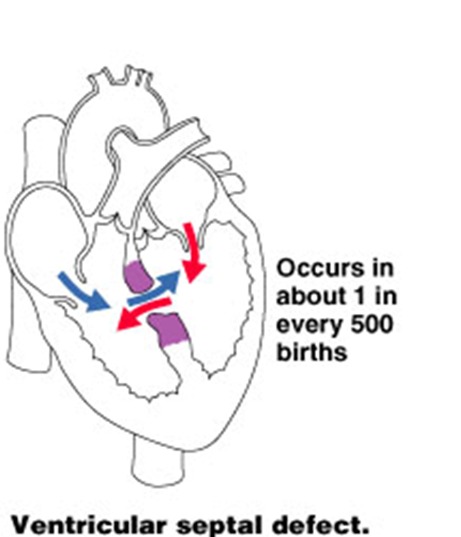 Occurs in
about 1 in
every 500
births
Ventricular septal defect.